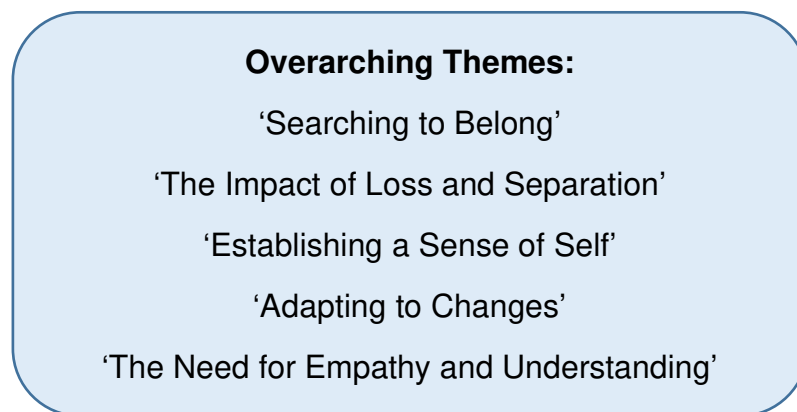 Overarching Themes:
‘Searching to Belong’
‘The Impact of Loss and Separation’
‘Establishing a Sense of Self’
‘Adapting to Changes’
‘The Need for Empathy and Understanding’